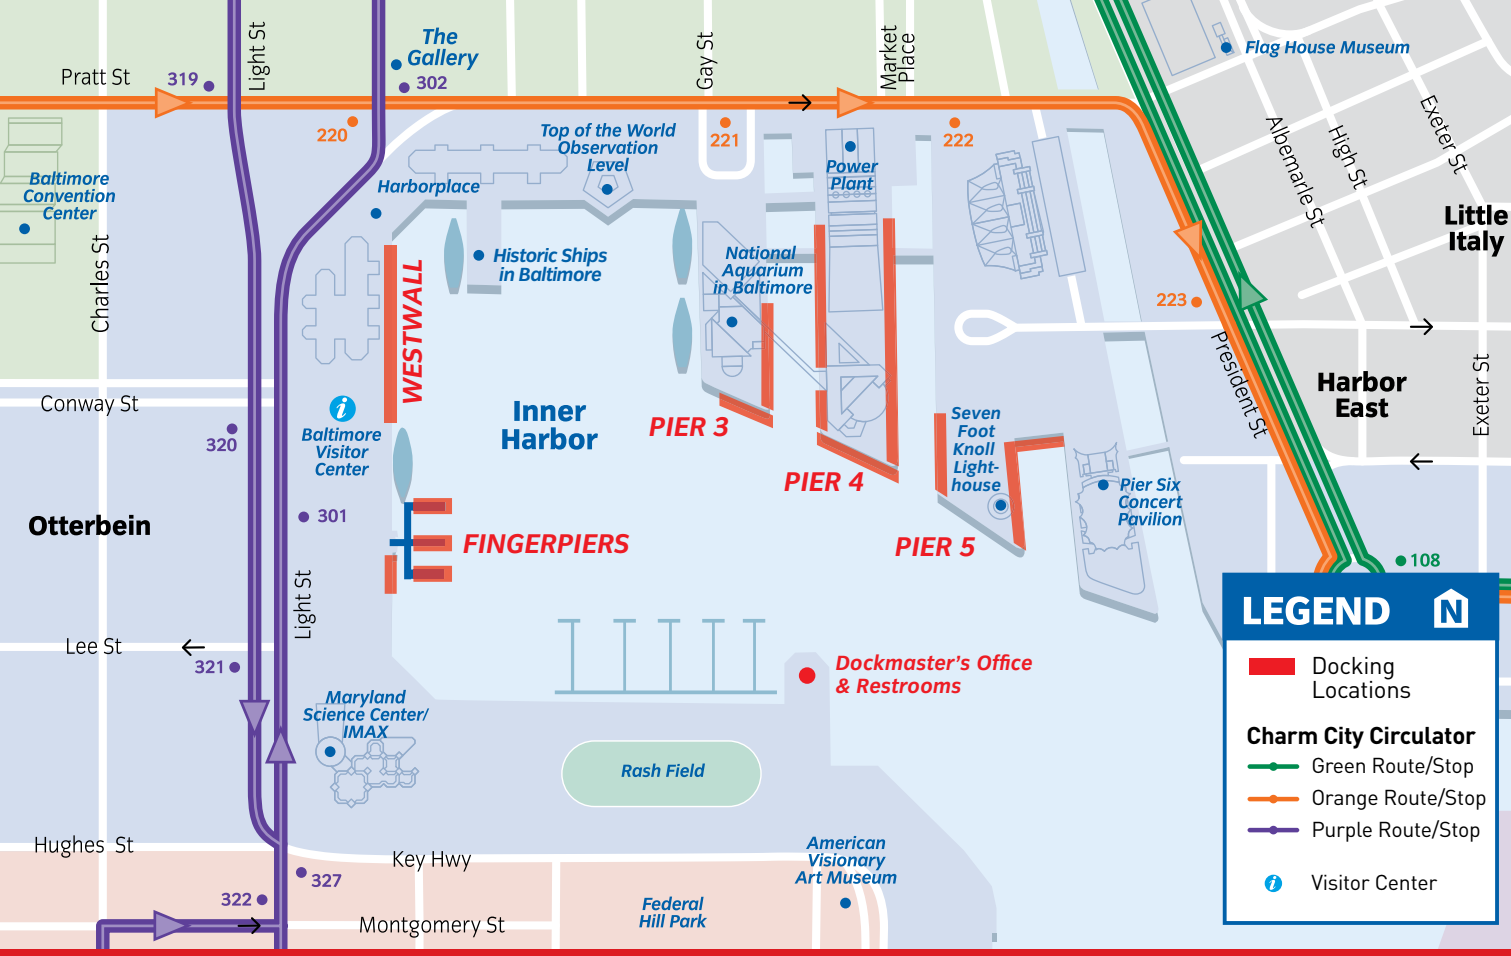 The
Gallery
Light St
Gay St
Market
Place
Flag House Museum
Pratt St
319
302
220
221
222
Top of the World
Observation
Level
Power
Plant
Exeter St
High St
Albemarle St
Baltimore
Convention
Center
Harborplace
Little
Italy
Charles St
Historic Ships
in Baltimore
National
Aquarium
in Baltimore
WESTWALL
223
President St
Harbor
East
Exeter St
Conway St
320
Baltimore
Visitor
Center
Inner
Harbor
PIER 3
PIER 4
PIER 5
Seven
Foot
Knoll
Light-
house
Pier Six
Concert
Pavilion
Otterbein
301
FINGERPIERS
108
Light St
Lee St
321
Dockmaster's Office
& Restrooms
Maryland
Science Center/
IMAX
Rash Field
Hughes St
Key Hwy
327
322
Montgomery St
Federal
Hill Park
American
Visionary
Art Museum
LEGEND
N
Docking
Locations
Charm City Circulator
Green Route/Stop
Orange Route/Stop
Purple Route/Stop
i
Visitor Center
i